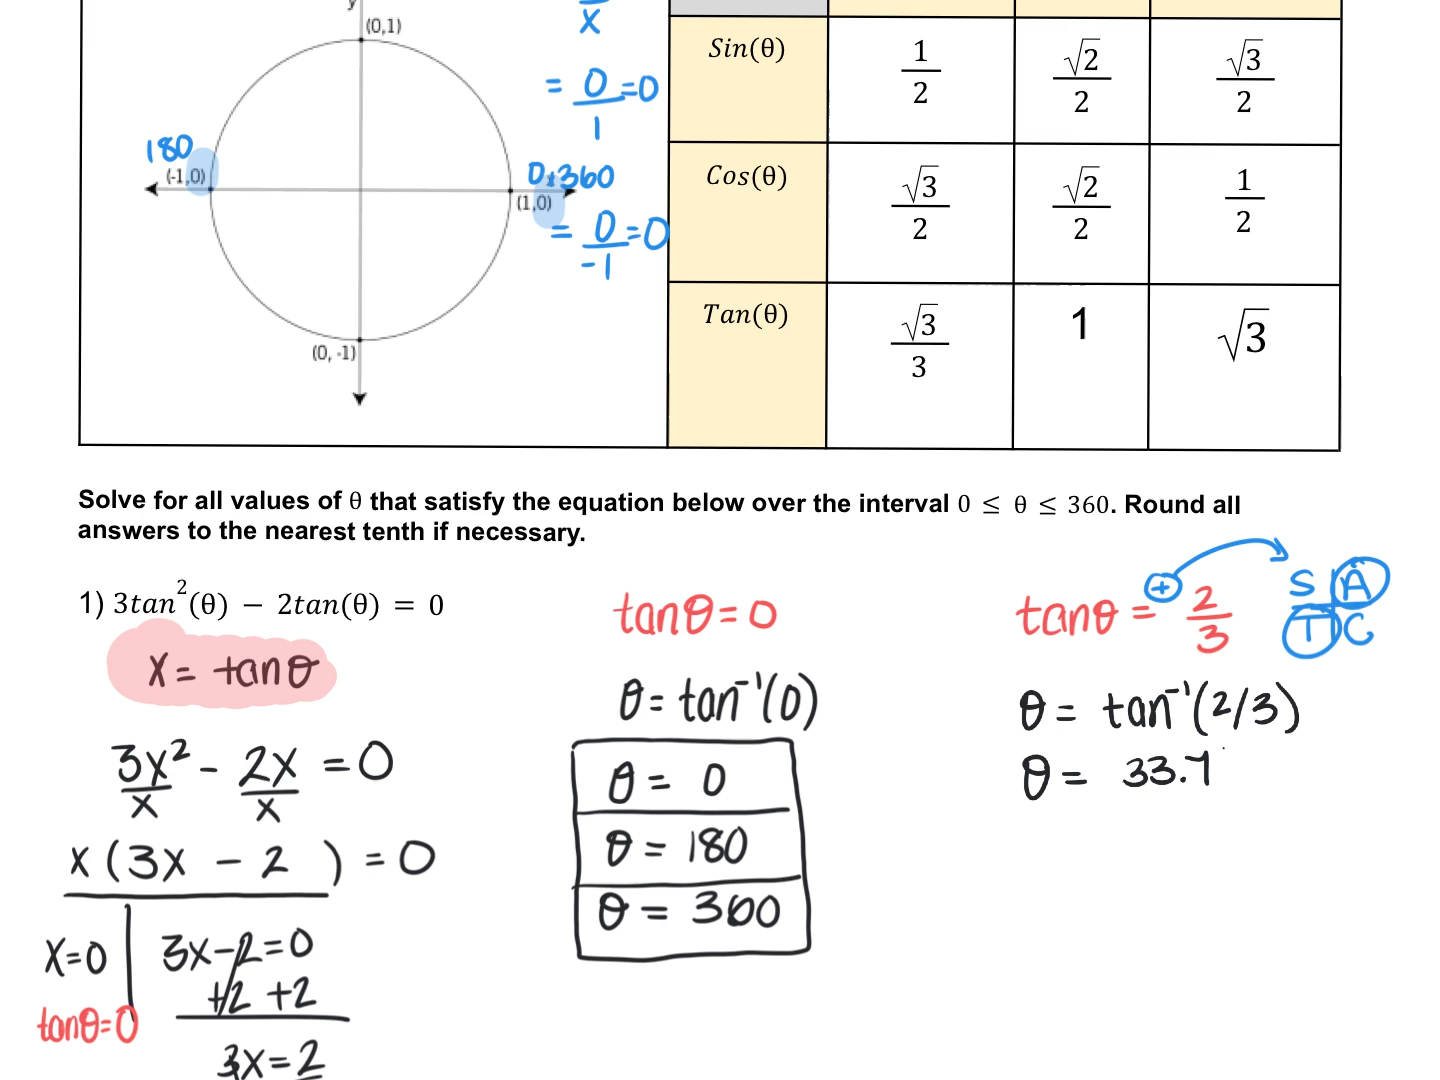 y
(0,1)
x
= 0/1 = 0
180
(-1,0)
0,360
(1,0)
= 0/-1 = 0
(0, -1)
Sin(θ) 1/2 √2/2 √3/2
Cos(θ) √3/2 √2/2 1/2
Tan(θ) √3/3 1 √3
Solve for all values of θ that satisfy the equation below over the interval 0 ≤ θ ≤ 360. Round all
answers to the nearest tenth if necessary.
1) 3tan²(θ) − 2tan(θ) = 0
x = tanθ
3x²/x - 2x/x = 0
x(3x - 2) = 0
x=0
tanθ=0
3x-2=0
+2 +2
3x=2
tanθ = 0
θ = tan⁻¹(0)
θ = 0
θ = 180
θ = 360
tanθ = 2/3
+
S A
T C
θ = tan⁻¹(2/3)
θ = 33.7